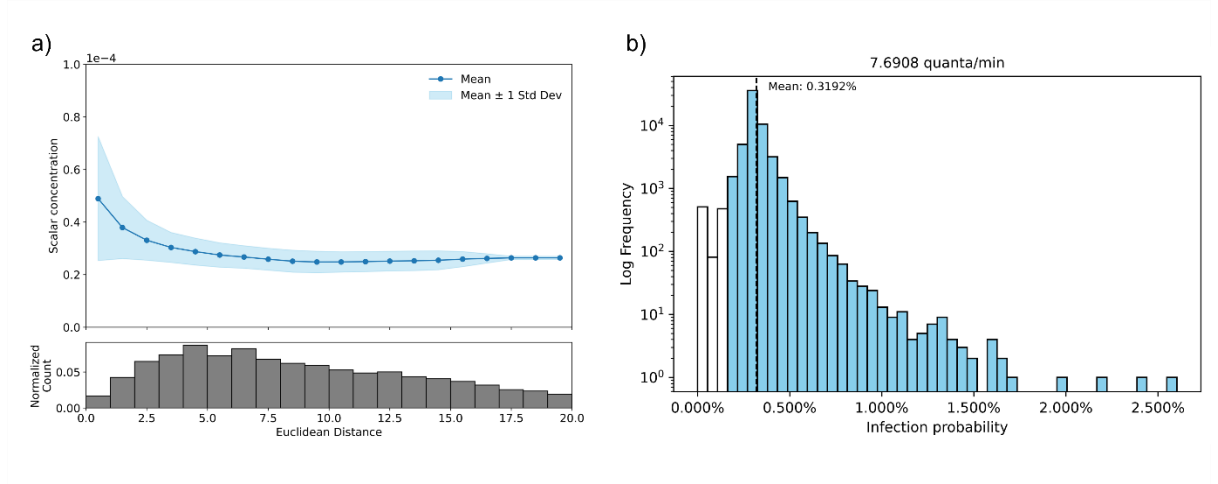 a)
1e−4
1.0
0.8
0.6
0.4
0.2
0.0
Scalar concentration
Mean
Mean ± 1 Std Dev
Normalized
Count
0.05
0.00
0.0 2.5 5.0 7.5 10.0 12.5 15.0 17.5 20.0
Euclidean Distance
b)
7.6908 quanta/min
Mean: 0.3192%
Log Frequency
10⁴
10³
10²
10¹
10⁰
0.000% 0.500% 1.000% 1.500% 2.000% 2.500%
Infection probability